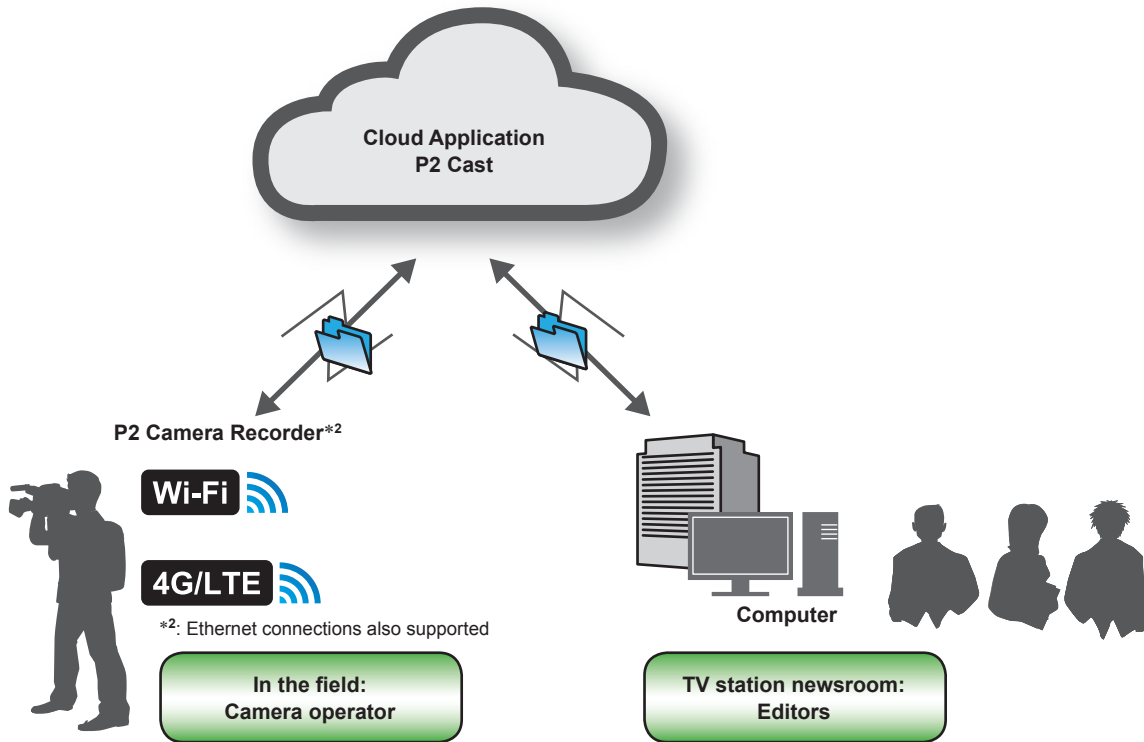 Cloud Application
P2 Cast
P2 Camera Recorder*2
Wi-Fi
4G/LTE
*2: Ethernet connections also supported
In the field:
Camera operator
Computer
TV station newsroom:
Editors